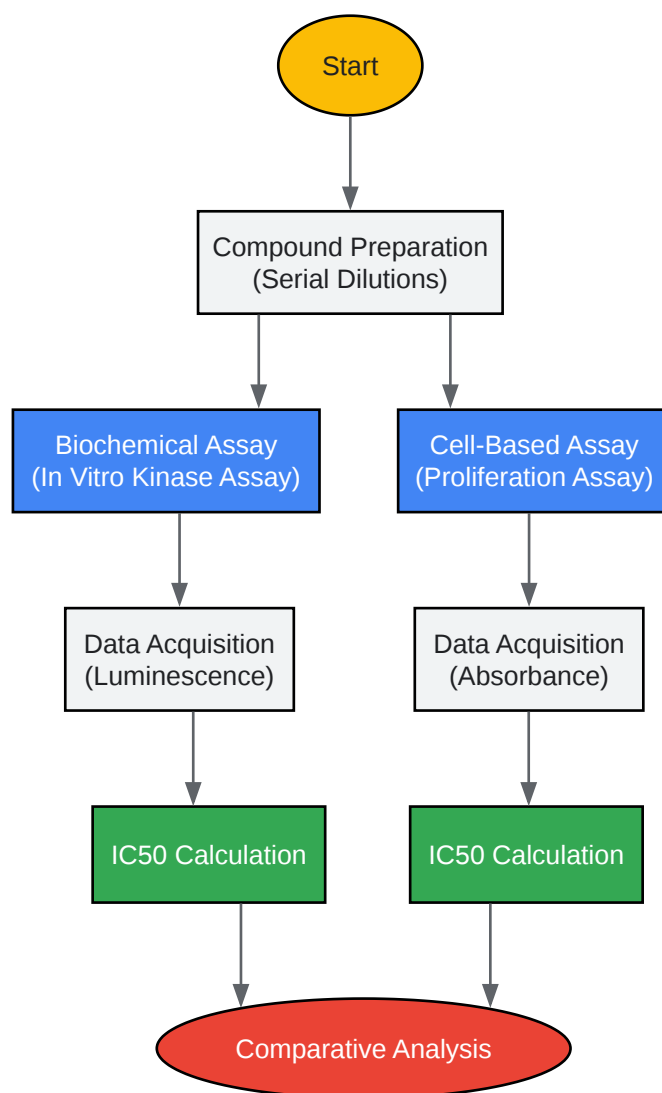 Start
Compound Preparation
(Serial Dilutions)
Biochemical Assay
(In Vitro Kinase Assay)
Cell-Based Assay
(Proliferation Assay)
Data Acquisition
(Luminescence)
Data Acquisition
(Absorbance)
IC50 Calculation
IC50 Calculation
Comparative Analysis